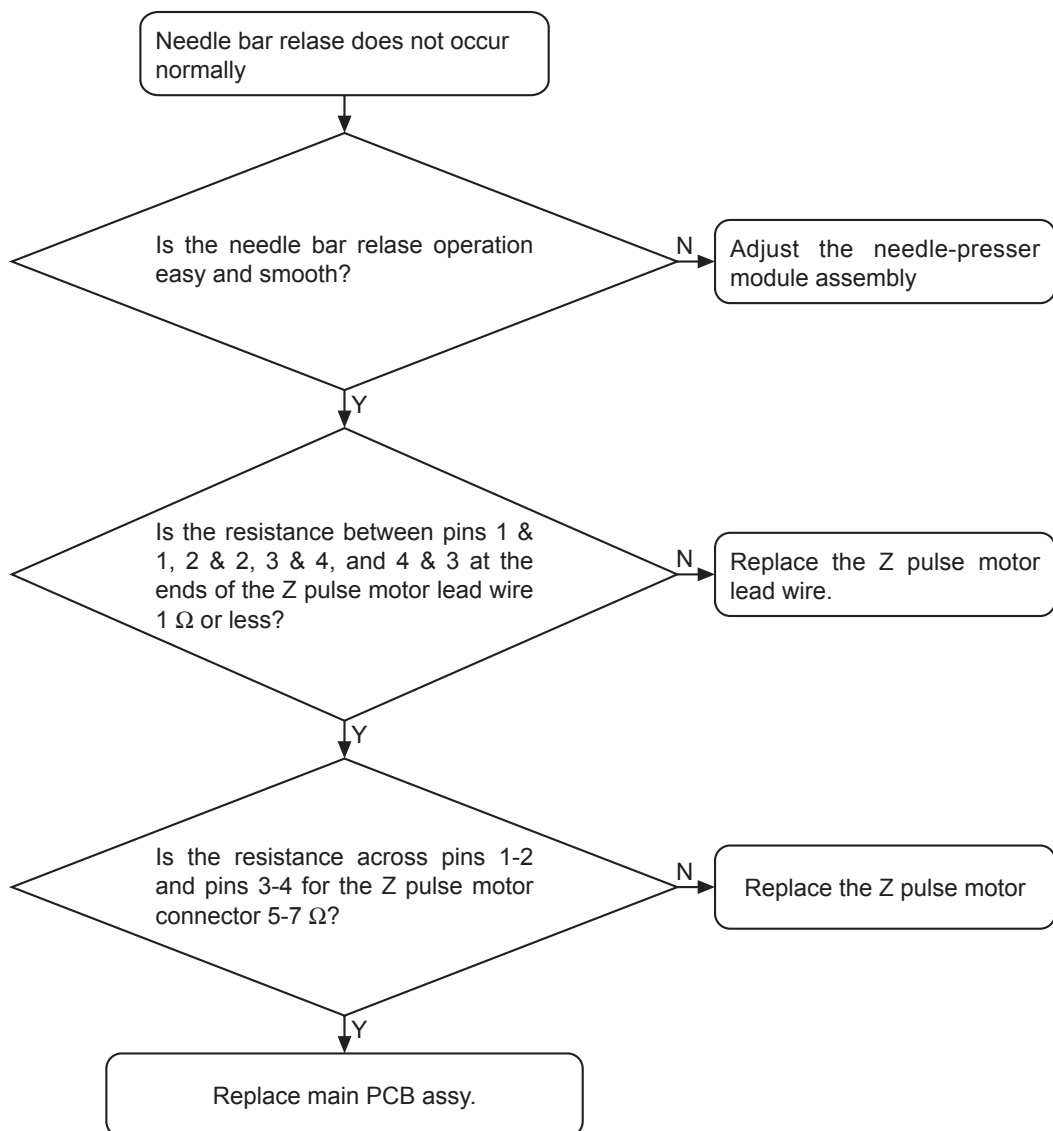 Needle bar relase does not occur
normally
Is the needle bar relase operation
easy and smooth?
N
Adjust the needle-presser
module assembly
Y
Is the resistance between pins 1 &
1, 2 & 2, 3 & 4, and 4 & 3 at the
ends of the Z pulse motor lead wire
1 Ω or less?
N
Replace the Z pulse motor
lead wire.
Y
Is the resistance across pins 1-2
and pins 3-4 for the Z pulse motor
connector 5-7 Ω?
N
Replace the Z pulse motor
Y
Replace main PCB assy.